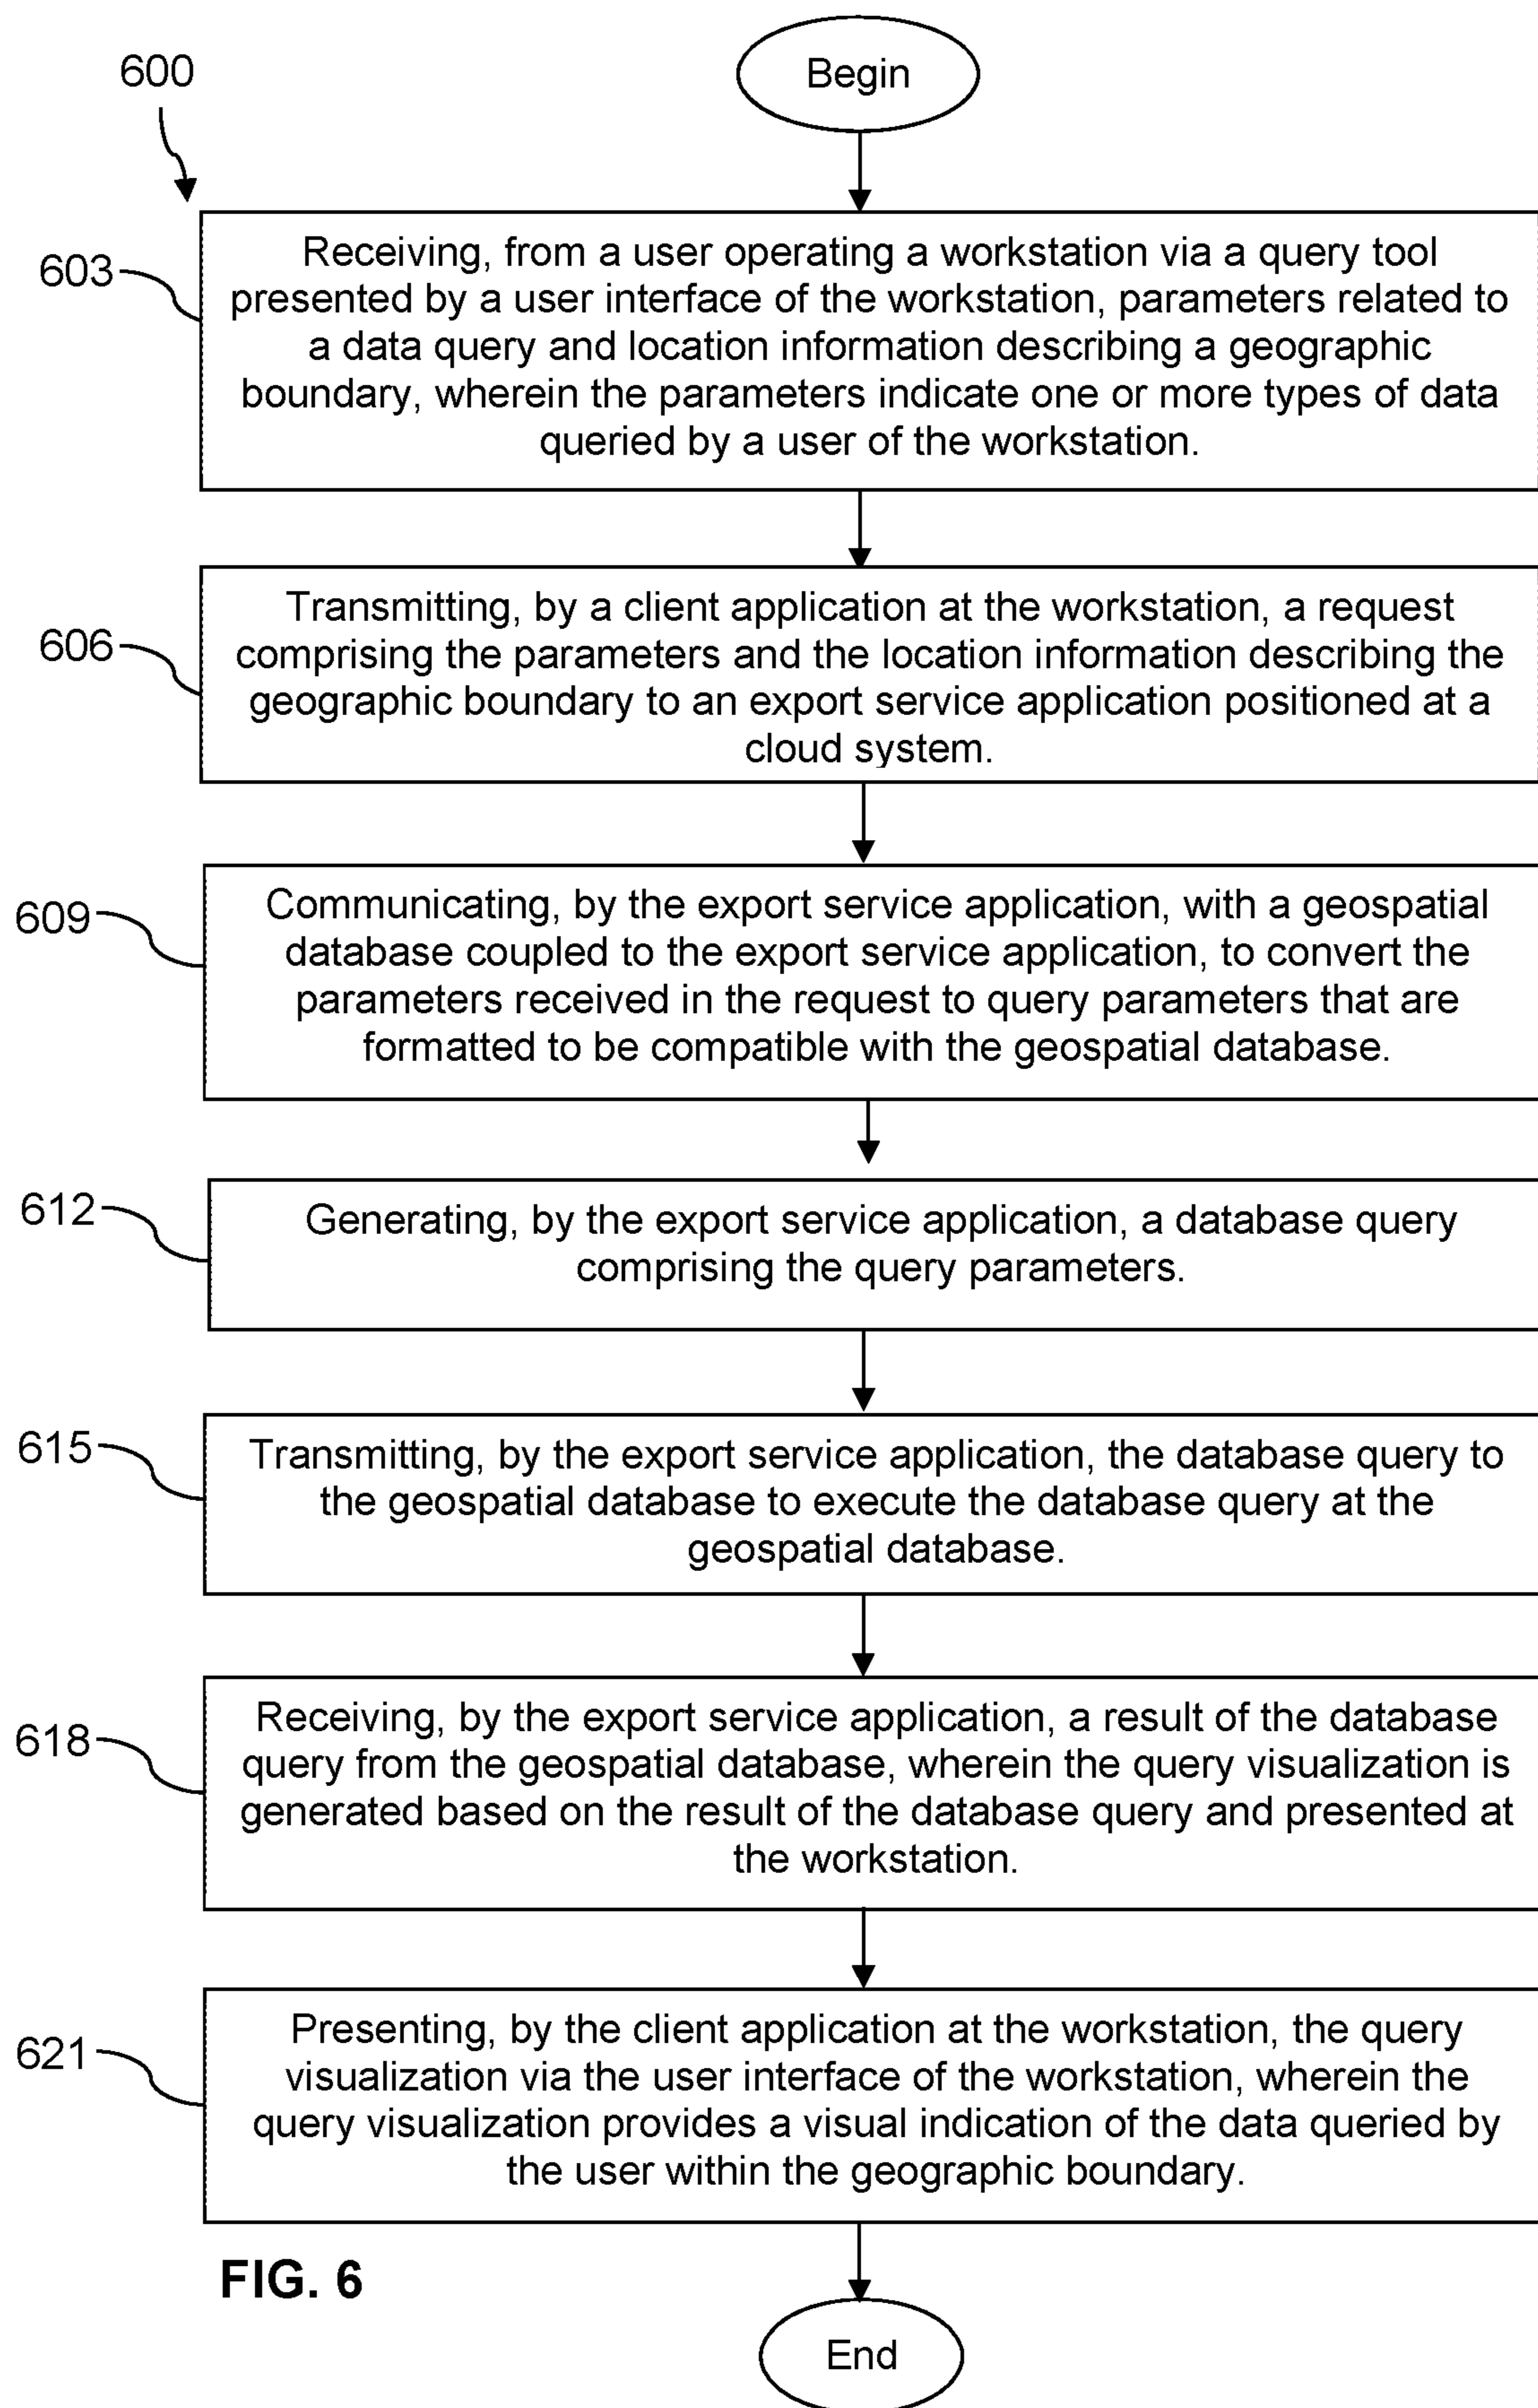 600
Begin
603
Receiving, from a user operating a workstation via a query tool
presented by a user interface of the workstation, parameters related to
a data query and location information describing a geographic
boundary, wherein the parameters indicate one or more types of data
queried by a user of the workstation.
606
Transmitting, by a client application at the workstation, a request
comprising the parameters and the location information describing the
geographic boundary to an export service application positioned at a
cloud system.
609
Communicating, by the export service application, with a geospatial
database coupled to the export service application, to convert the
parameters received in the request to query parameters that are
formatted to be compatible with the geospatial database.
612
Generating, by the export service application, a database query
comprising the query parameters.
615
Transmitting, by the export service application, the database query to
the geospatial database to execute the database query at the
geospatial database.
618
Receiving, by the export service application, a result of the database
query from the geospatial database, wherein the query visualization is
generated based on the result of the database query and presented at
the workstation.
621
Presenting, by the client application at the workstation, the query
visualization via the user interface of the workstation, wherein the
query visualization provides a visual indication of the data queried by
the user within the geographic boundary.
FIG. 6
End